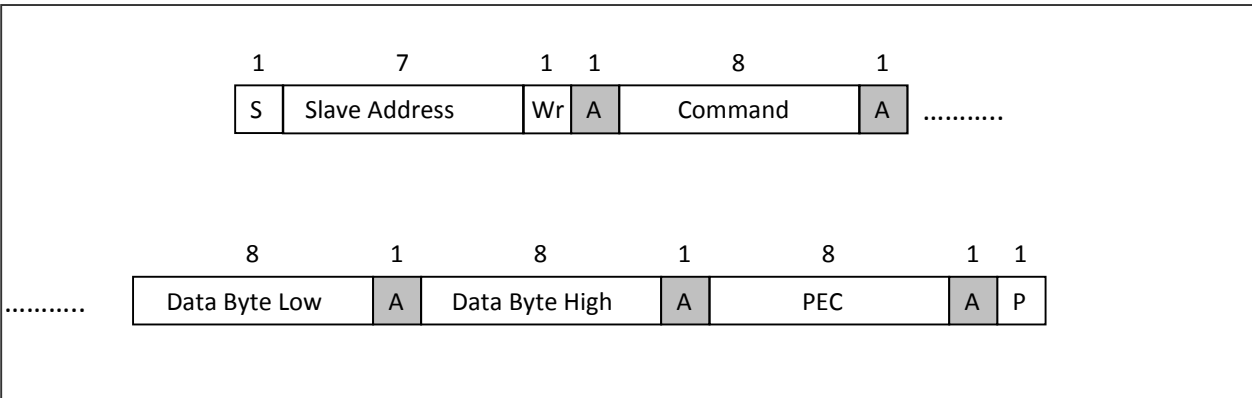 1 7 1 1 8 1
S Slave Address Wr A Command A ………..
8 1 8 1 8 1 1
……….. Data Byte Low A Data Byte High A PEC A P